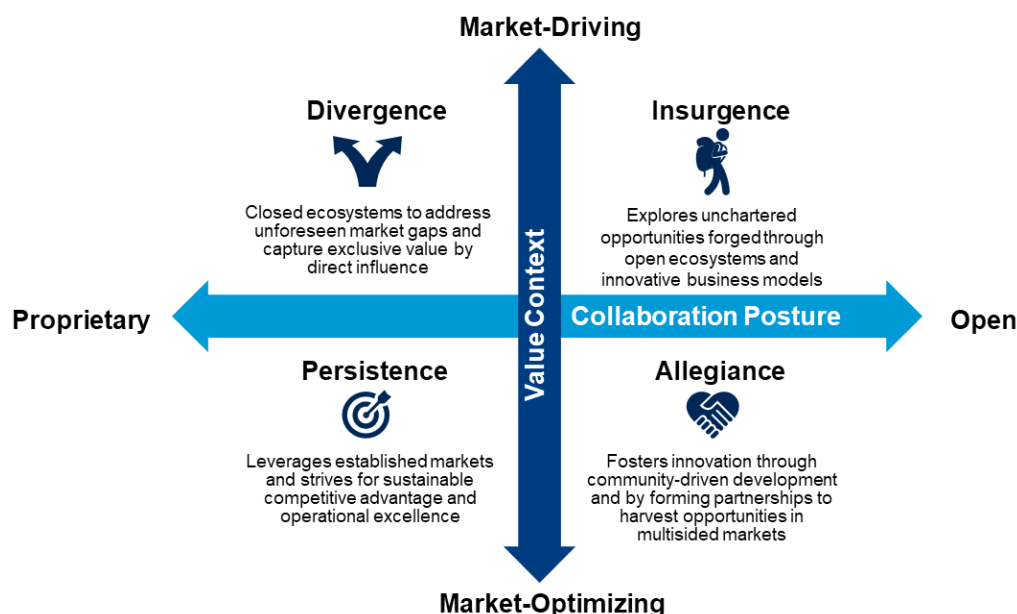 Market-Driving
Divergence
Closed ecosystems to address
unforeseen market gaps and
capture exclusive value by
direct influence
Insurgence
Explores unchartered
opportunities forged through
open ecosystems and
innovative business models
Proprietary
Value Context
Collaboration Posture
Open
Persistence
Leverages established markets
and strives for sustainable
competitive advantage and
operational excellence
Allegiance
Fosters innovation through
community-driven development
and by forming partnerships to
harvest opportunities in
multisided markets
Market-Optimizing